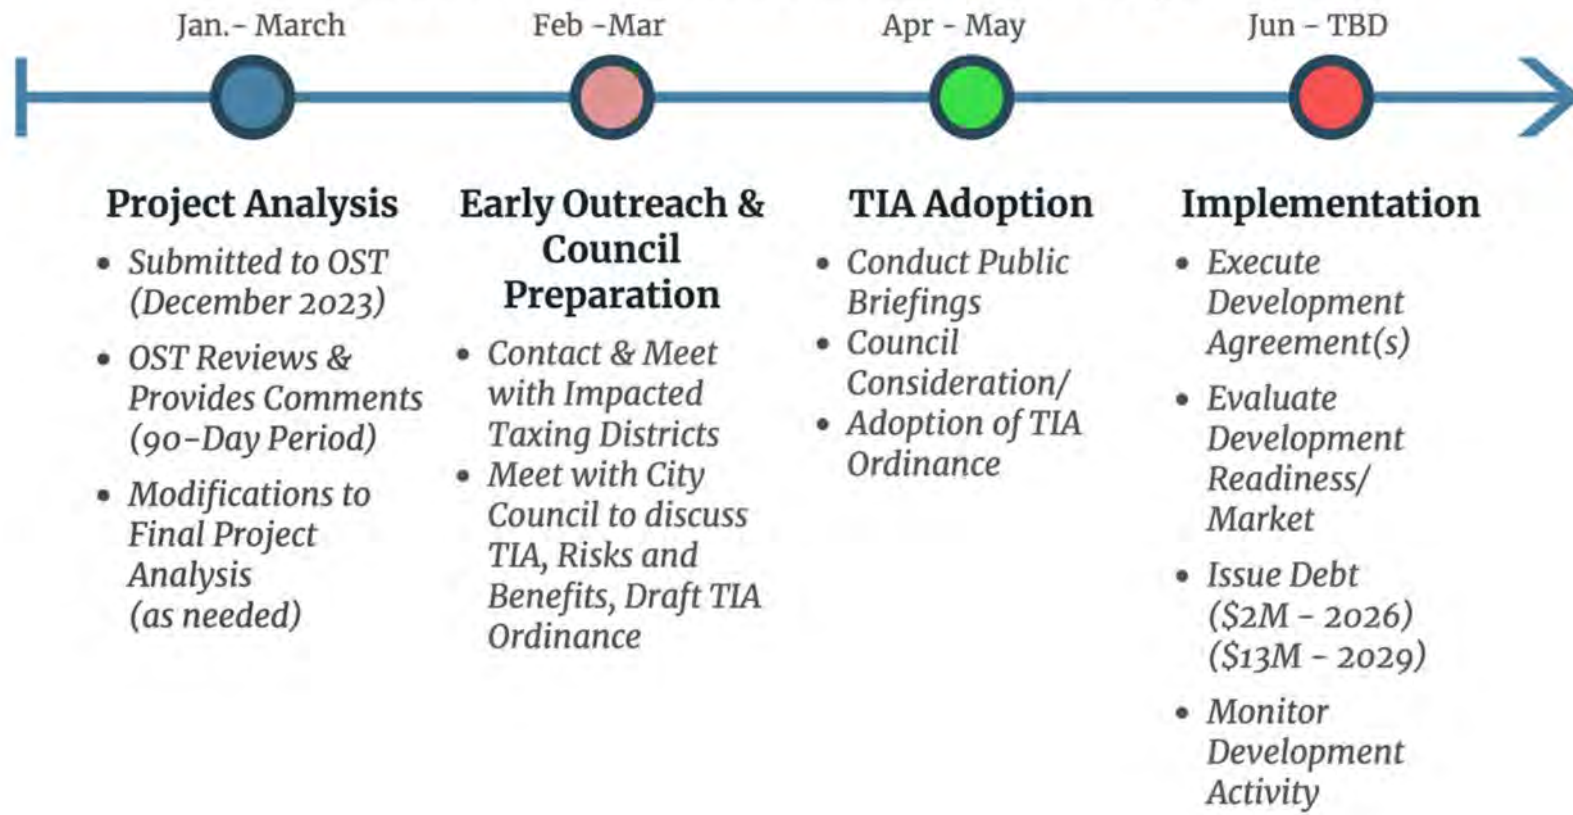 Jan.- March
Feb -Mar
Apr - May
Jun - TBD
Project Analysis
• Submitted to OST
(December 2023)
• OST Reviews &
Provides Comments
(90-Day Period)
• Modifications to
Final Project
Analysis
(as needed)
Early Outreach &
Council
Preparation
• Contact & Meet
with Impacted
Taxing Districts
• Meet with City
Council to discuss
TIA, Risks and
Benefits, Draft TIA
Ordinance
TIA Adoption
• Conduct Public
Briefings
• Council
Consideration/
• Adoption of TIA
Ordinance
Implementation
• Execute
Development
Agreement(s)
• Evaluate
Development
Readiness/
Market
• Issue Debt
($2M - 2026)
($13M - 2029)
• Monitor
Development
Activity